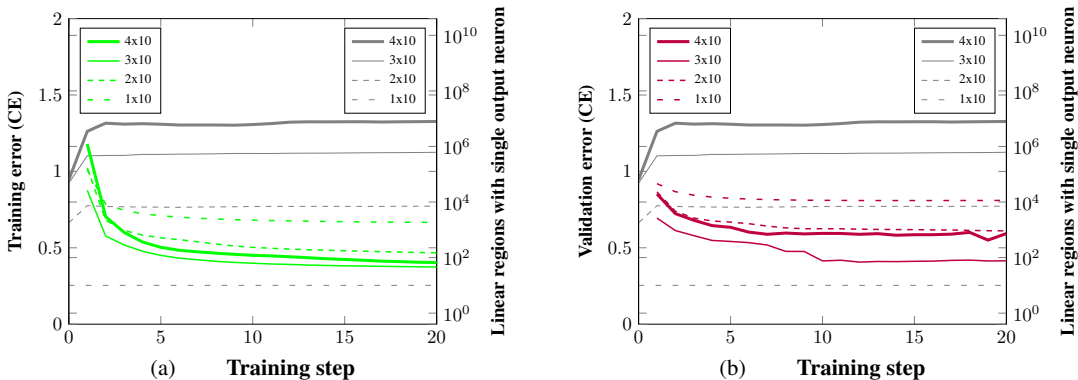 2
1.5
1
0.5
0
0 5 10 15 20
10^10
10^8
10^6
10^4
10^2
10^0
Training error (CE)
Linear regions with single output neuron
4x10
3x10
2x10
1x10
4x10
3x10
2x10
1x10
(a) Training step
2
1.5
1
0.5
0
0 5 10 15 20
10^10
10^8
10^6
10^4
10^2
10^0
Validation error (CE)
Linear regions with single output neuron
4x10
3x10
2x10
1x10
4x10
3x10
2x10
1x10
(b) Training step